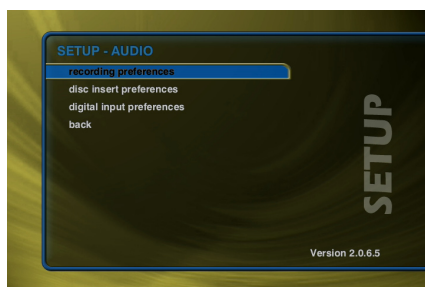 SETUP - AUDIO
recording preferences
disc insert preferences
digital input preferences
back
SETUP
Version 2.0.6.5